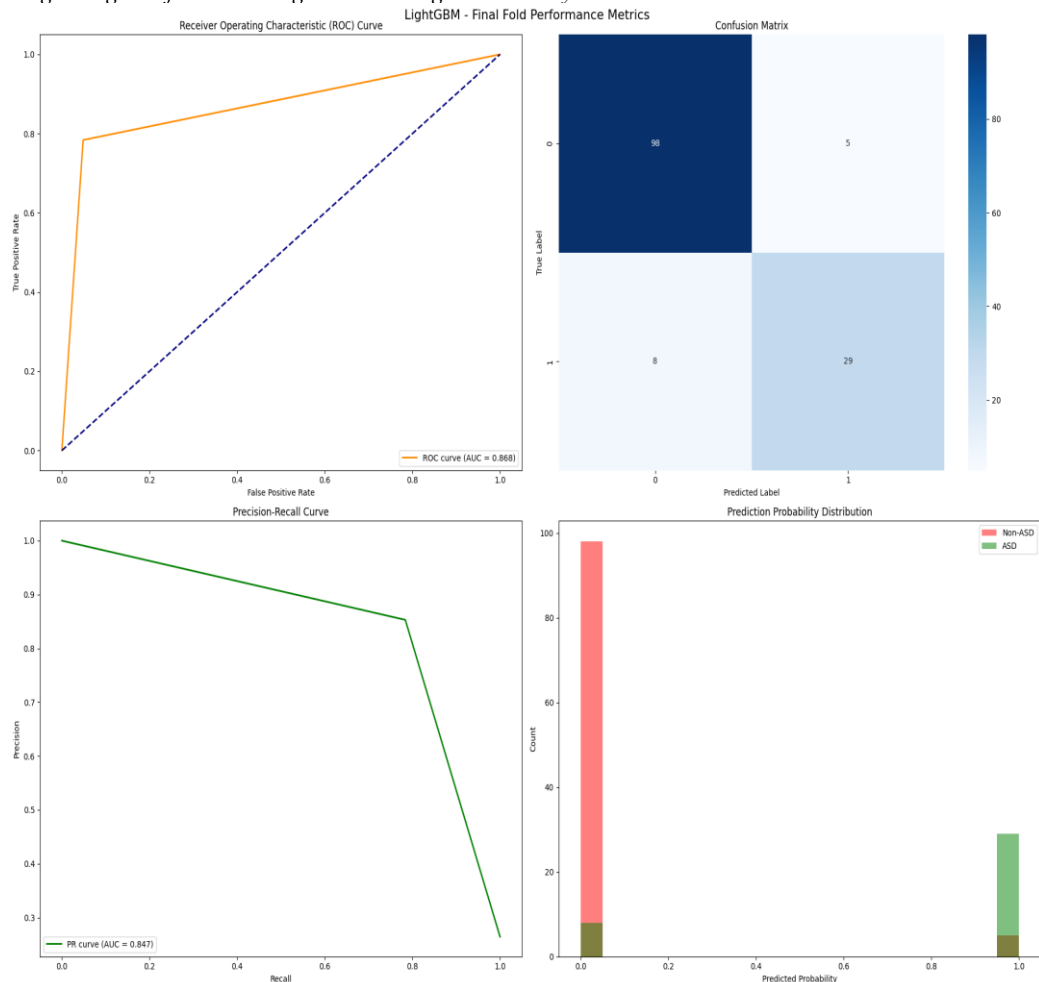 LightGBM - Final Fold Performance Metrics
Receiver Operating Characteristic (ROC) Curve
1.0
0.8
0.6
0.4
0.2
0.0
True Positive Rate
0.0 0.2 0.4 0.6 0.8 1.0
False Positive Rate
ROC curve (AUC = 0.868)
Confusion Matrix
0
1
True Label
98 5
8 29
0 1
Predicted Label
80
60
40
20
Precision-Recall Curve
1.0
0.9
0.8
0.7
0.6
0.5
0.4
0.3
Precision
PR curve (AUC = 0.847)
0.0 0.2 0.4 0.6 0.8 1.0
Recall
Prediction Probability Distribution
Non-ASD
ASD
100
80
60
40
20
0
Count
0.0 0.2 0.4 0.6 0.8 1.0
Predicted Probability